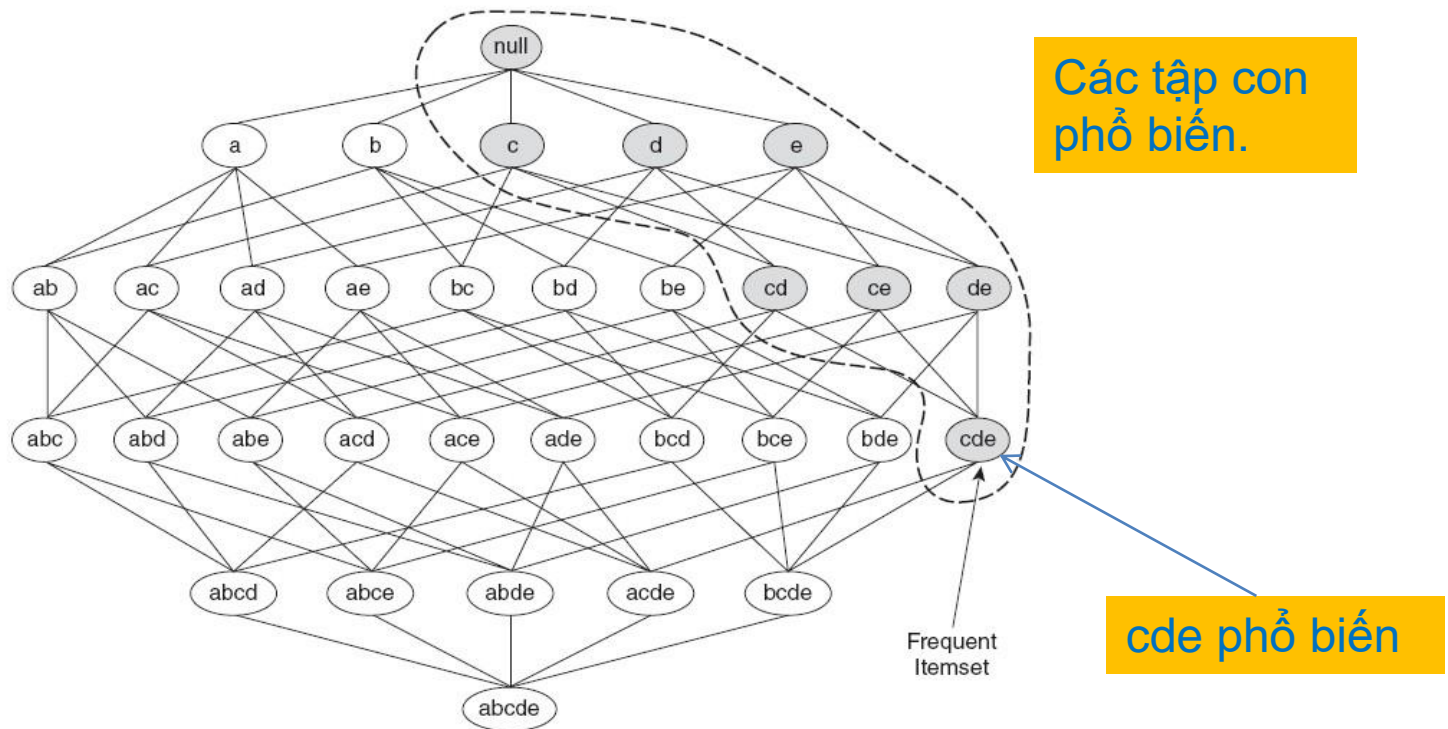 null
Các tập con
phổ biến.
a b c d e
ab ac ad ae bc bd be cd ce de
abc abd abe acd ace ade bcd bce bde cde
abcd abce abde acde bcde
Frequent
Itemset
cde phổ biến
abcde